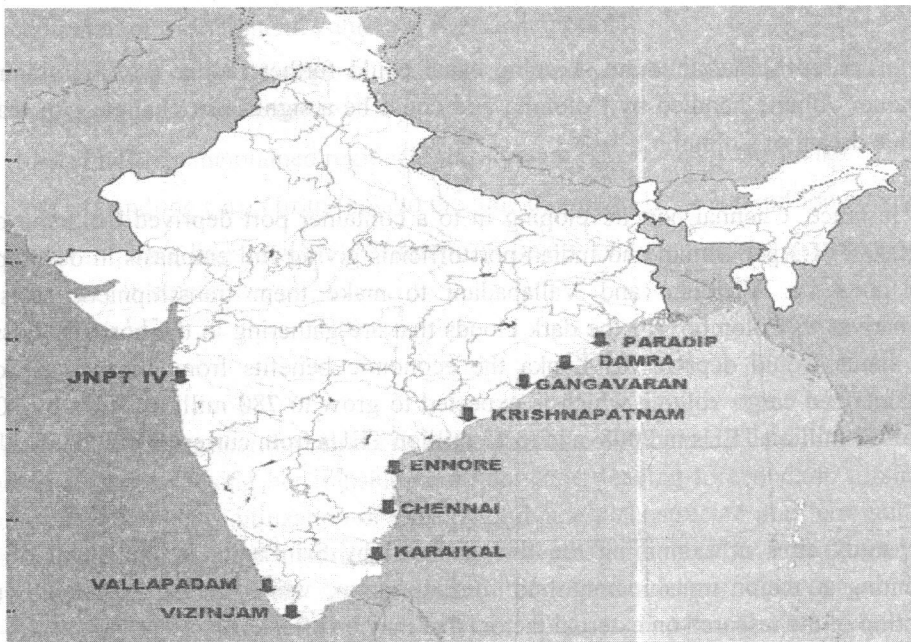 PARADIP
DAMRA
JNPT IV
GANGAVARAN
KRISHNAPATNAM
ENNORE
CHENNAI
KARAIKAL
VALLAPADAM
VIZINJAM